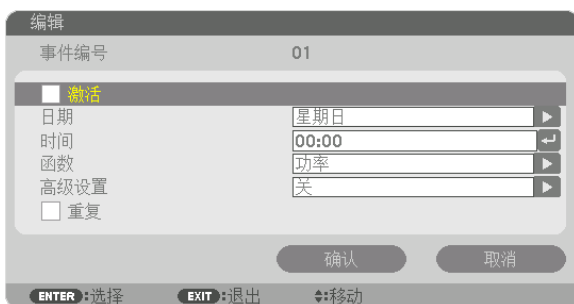 编辑
事件编号 01
激活
日期 星期日
时间 00:00
函数 功率
高级设置 关
重复
确认 取消
ENTER:选择 EXIT:退出 :移动